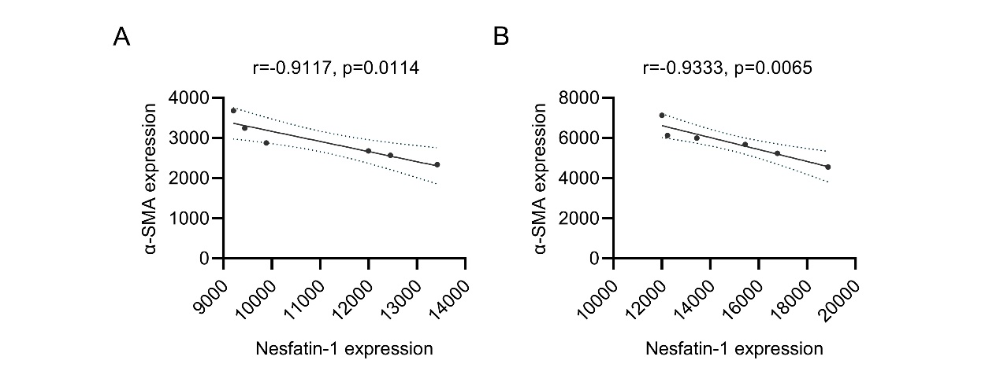 A
r=-0.9117, p=0.0114
α-SMA expression
4000
3000
2000
1000
0
9000
10000
11000
12000
13000
14000
Nesfatin-1 expression
B
r=-0.9333, p=0.0065
α-SMA expression
8000
6000
4000
2000
0
10000
12000
14000
16000
18000
20000
Nesfatin-1 expression